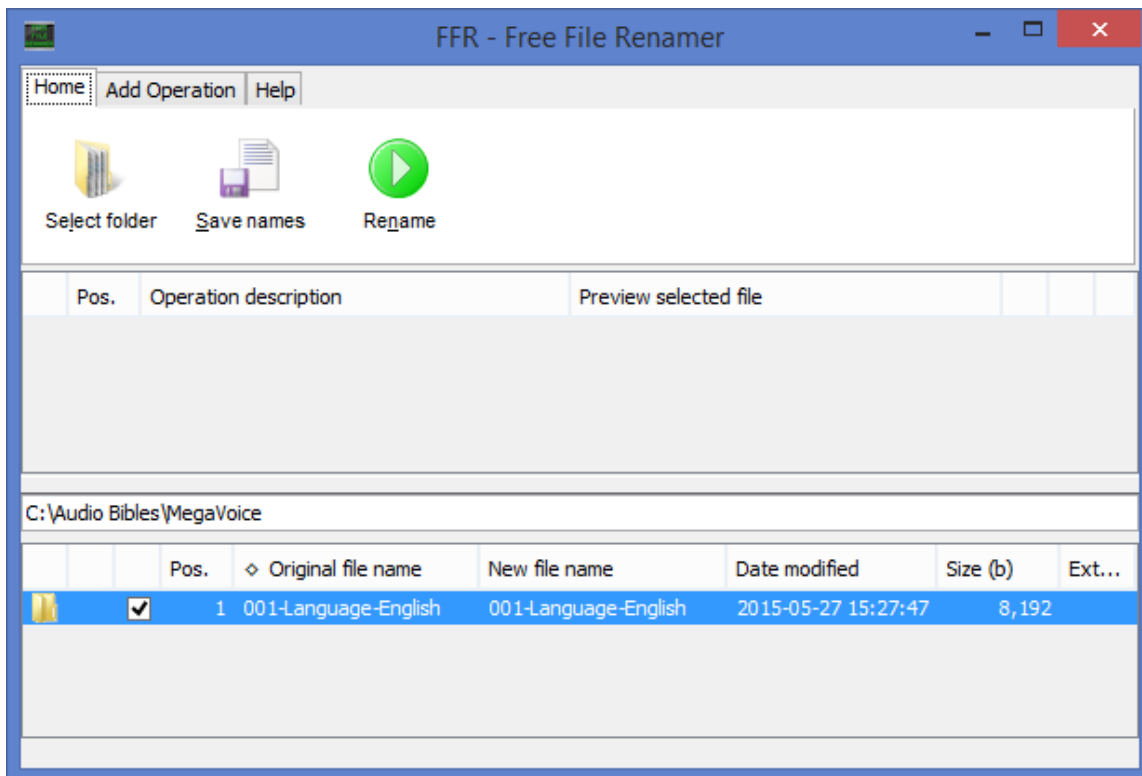 FFR - Free File Renamer
Home Add Operation Help
Select folder Save names Rename
Pos. Operation description Preview selected file
C:\Audio Bibles\MegaVoice
Pos. Original file name New file name Date modified Size (b) Ext...
1 001-Language-English 001-Language-English 2015-05-27 15:27:47 8,192